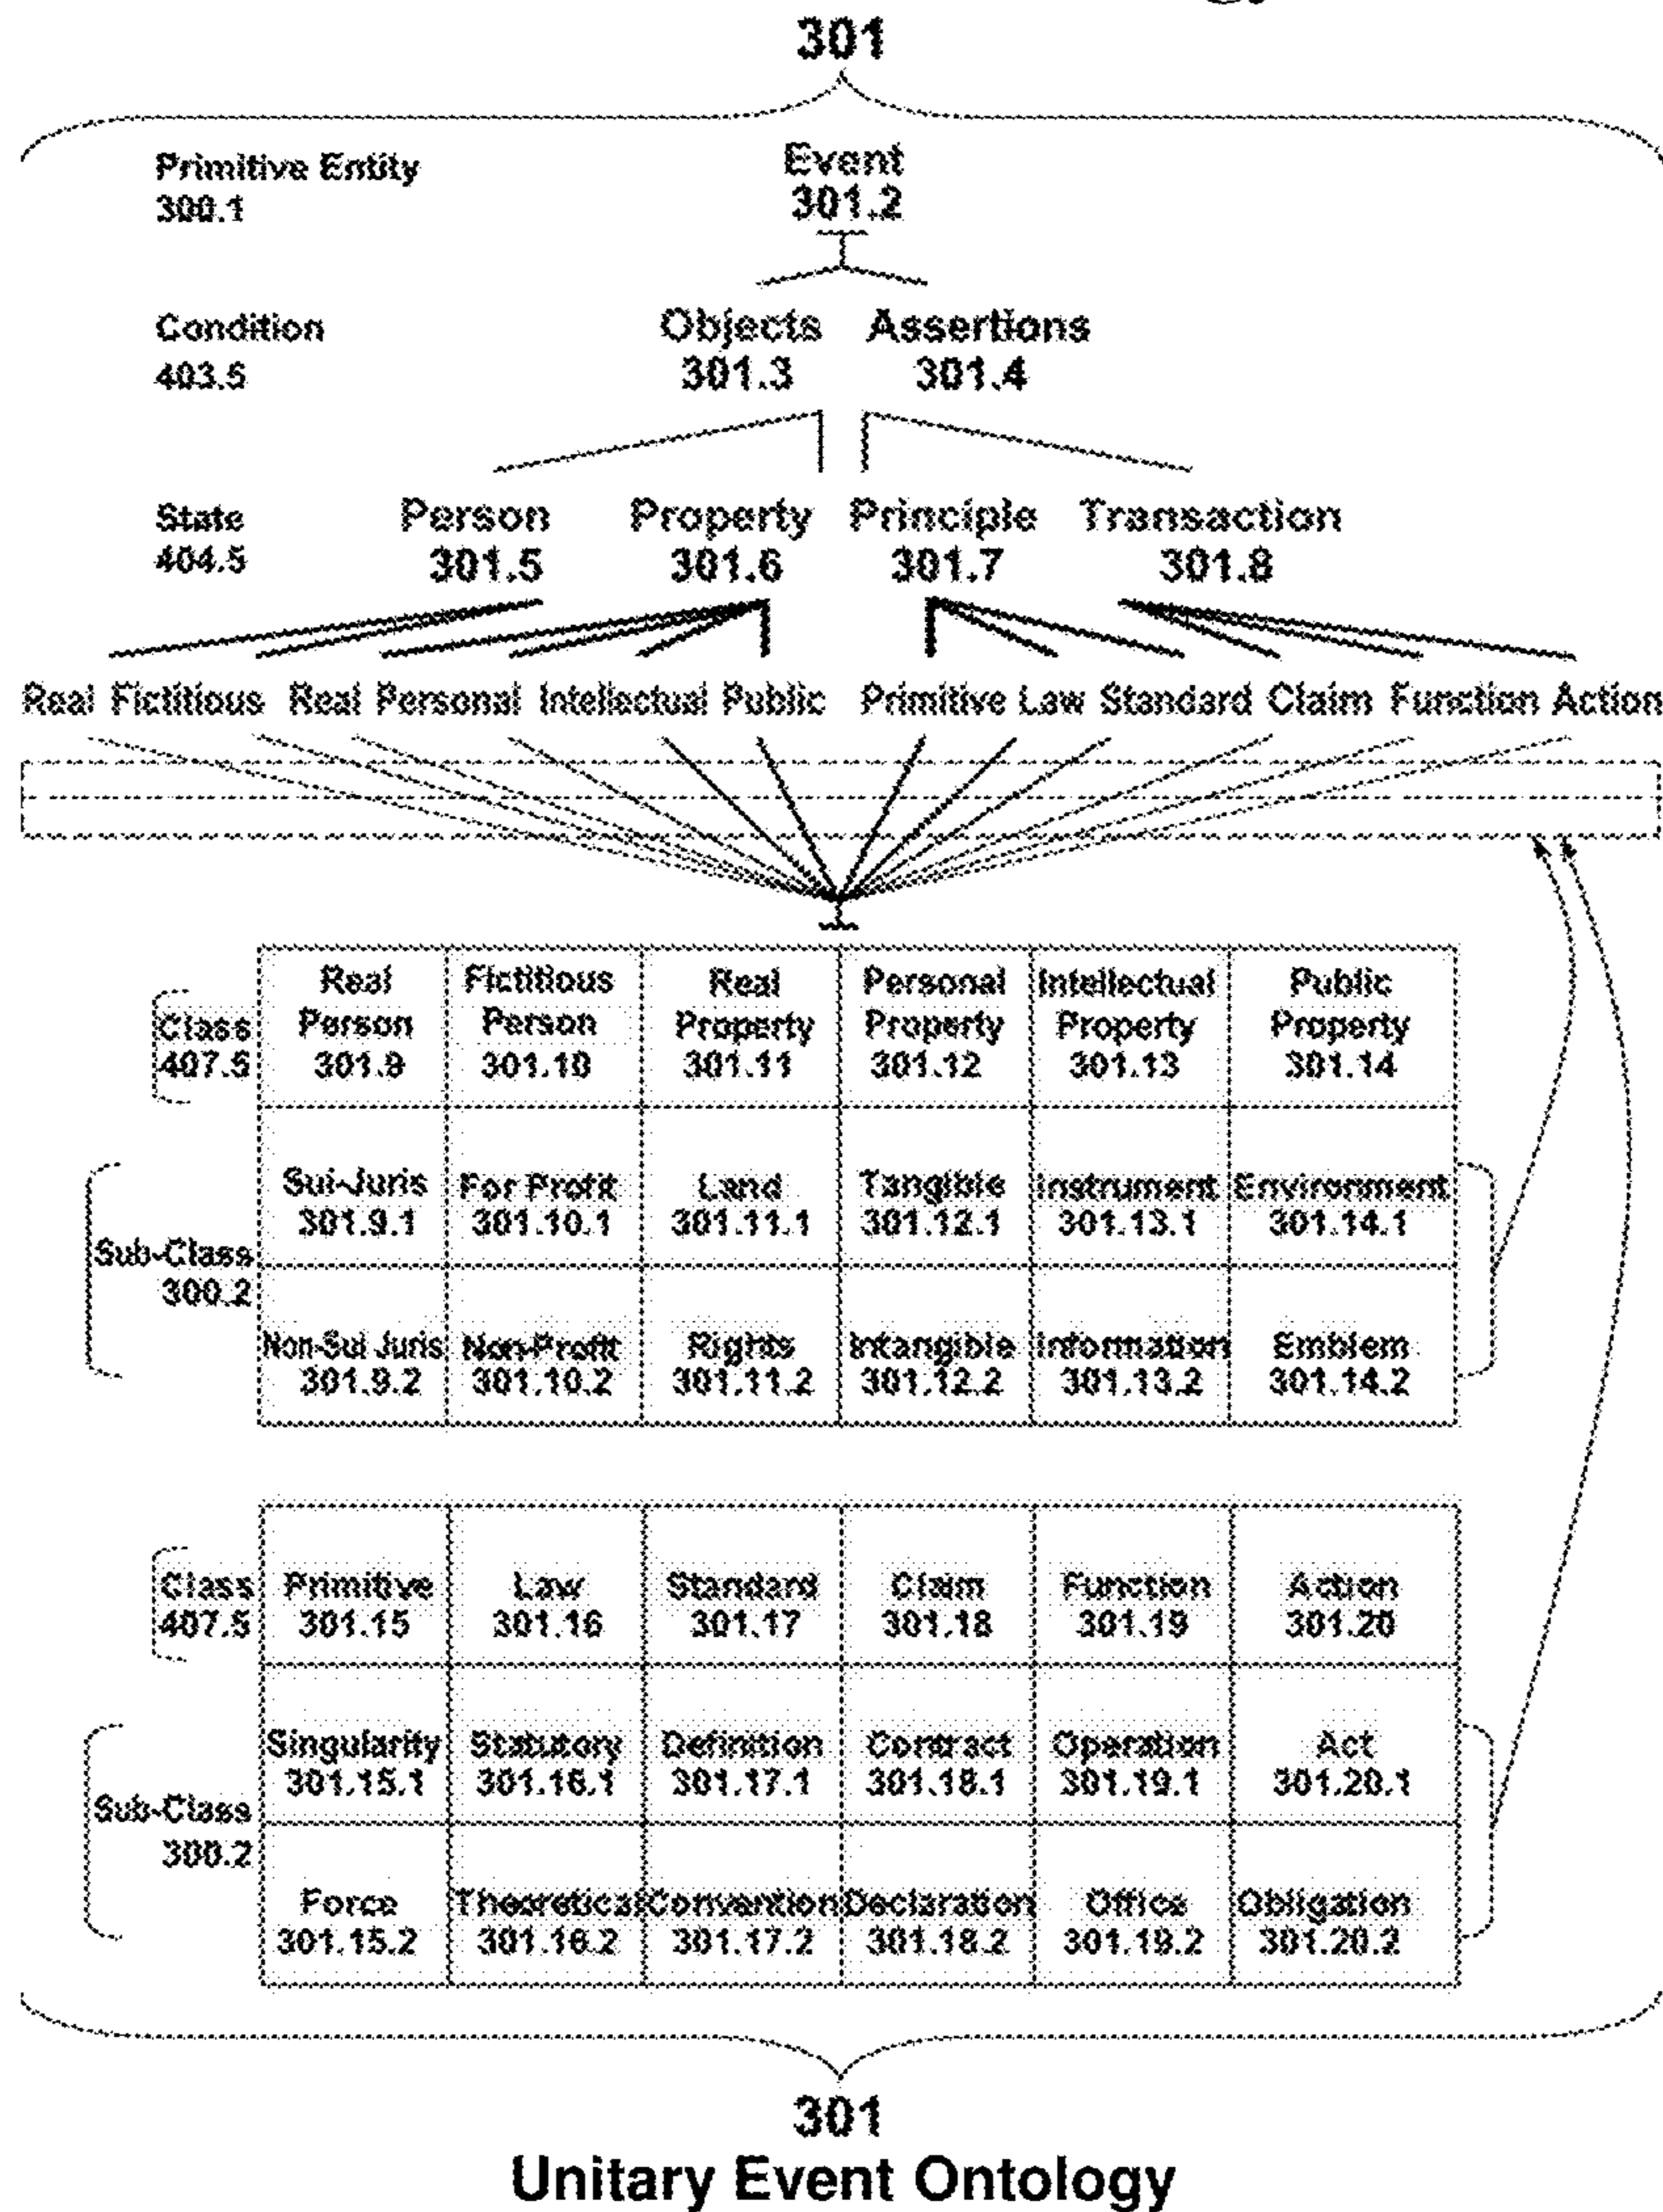 301
Primitive Entity
300.1
Event
301.2
Condition
403.5
Objects Assertions
301.3 301.4
State
404.5
Person Property Principle Transaction
301.5 301.6 301.7 301.8
Real Fictitious Real Personal Intellectual Public Primitive Law Standard Claim Function Action
Class
407.5
Real Person 301.9
Fictitious Person 301.10
Real Property 301.11
Personal Property 301.12
Intellectual Property 301.13
Public Property 301.14
Sub-Class
300.2
Sui-Juris For Profit Land Tangible Instrument Environment
301.9.1 301.10.1 301.11.1 301.12.1 301.13.1 301.14.1
Non-Sui Juris Non-Profit Rights Intangible Information Emblem
301.9.2 301.10.2 301.11.2 301.12.2 301.13.2 301.14.2
Class
407.5
Primitive Law Standard Claim Function Action
301.15 301.16 301.17 301.18 301.19 301.20
Sub-Class
300.2
Singularity Statutory Definition Contract Operation Act
301.15.1 301.16.1 301.17.1 301.18.1 301.19.1 301.20.1
Force Theoretical Convention Declaration Office Obligation
301.15.2 301.16.2 301.17.2 301.18.2 301.19.2 301.20.2
301
Unitary Event Ontology